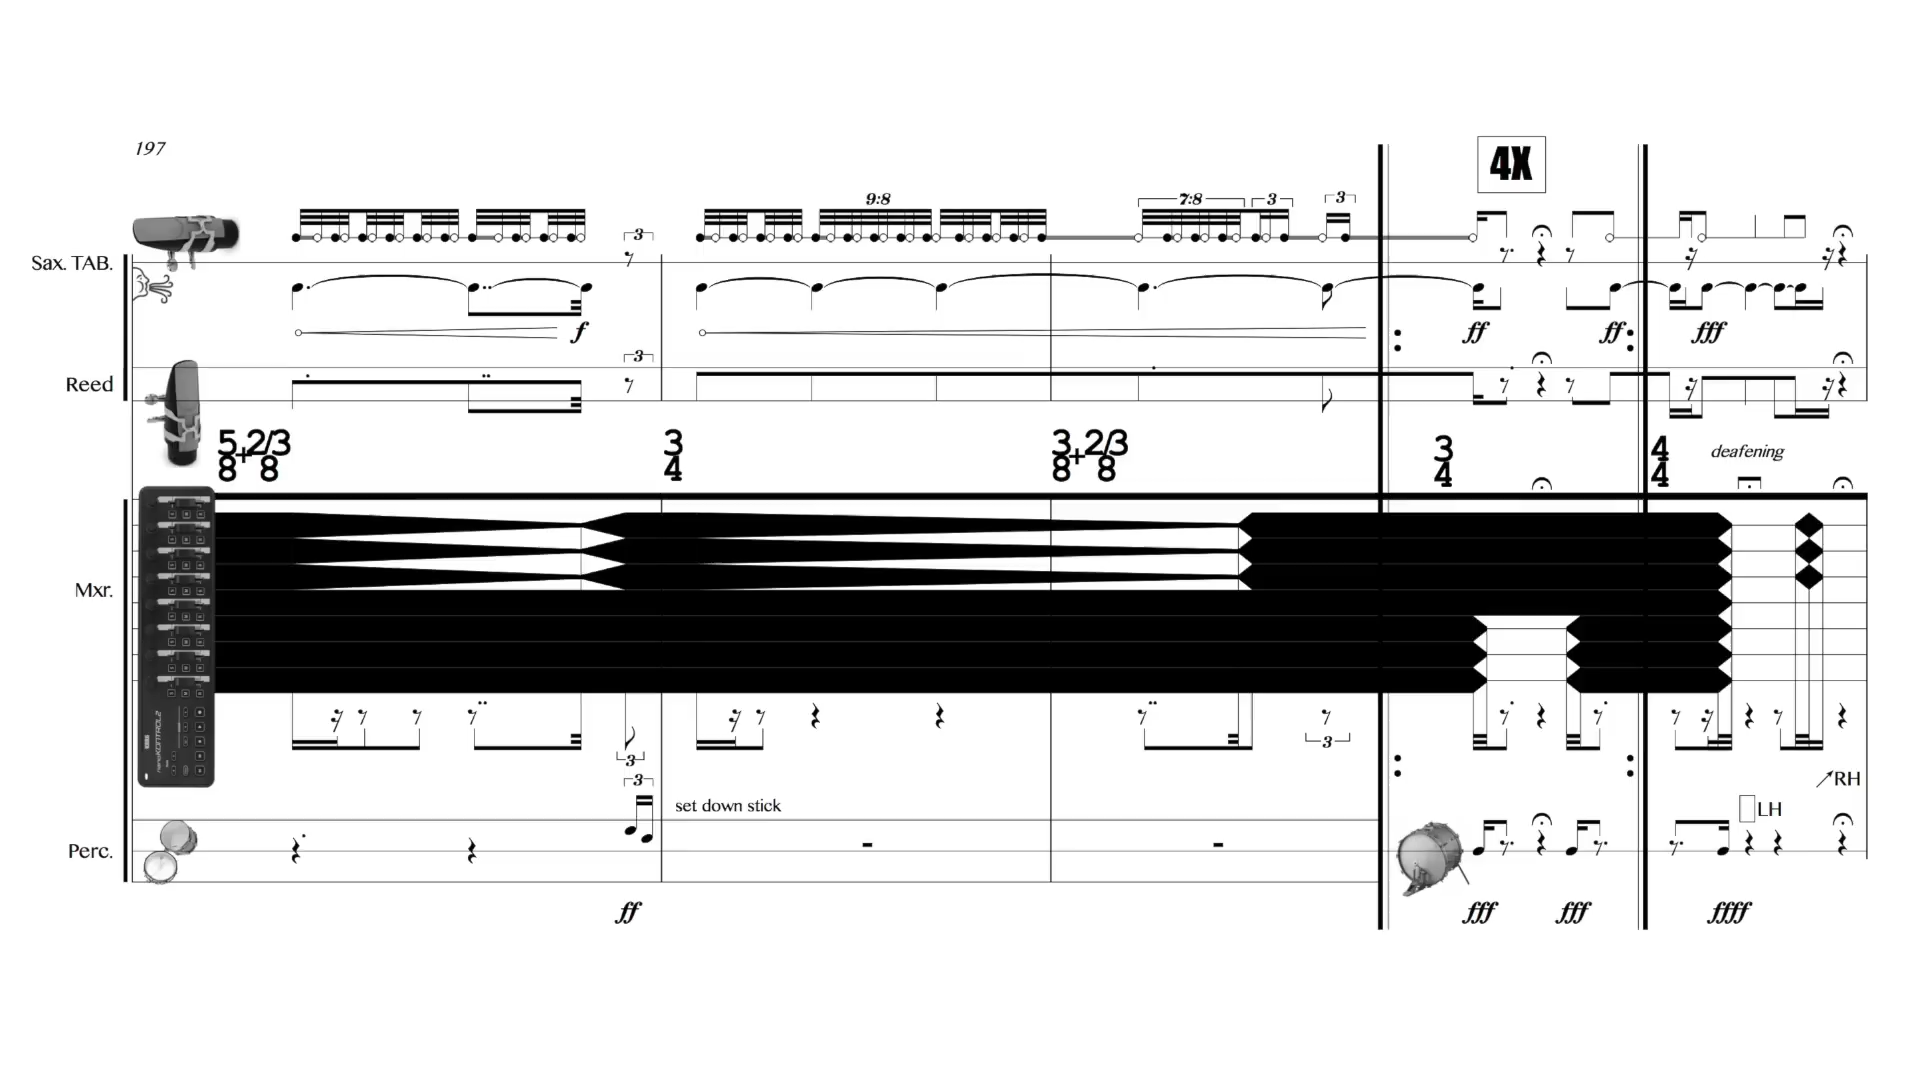 197
4X
9:8
7:8
3
3
3
Sax. TAB.
f
ff
ff
fff
3
Reed
5/8+2/3/8
3/4
3/8+2/3/8
3/4
4/4
deafening
Mxr.
KORG
nanoKONTROL2
3
3
3
RH
set down stick
LH
Perc.
ff
fff
fff
ffff